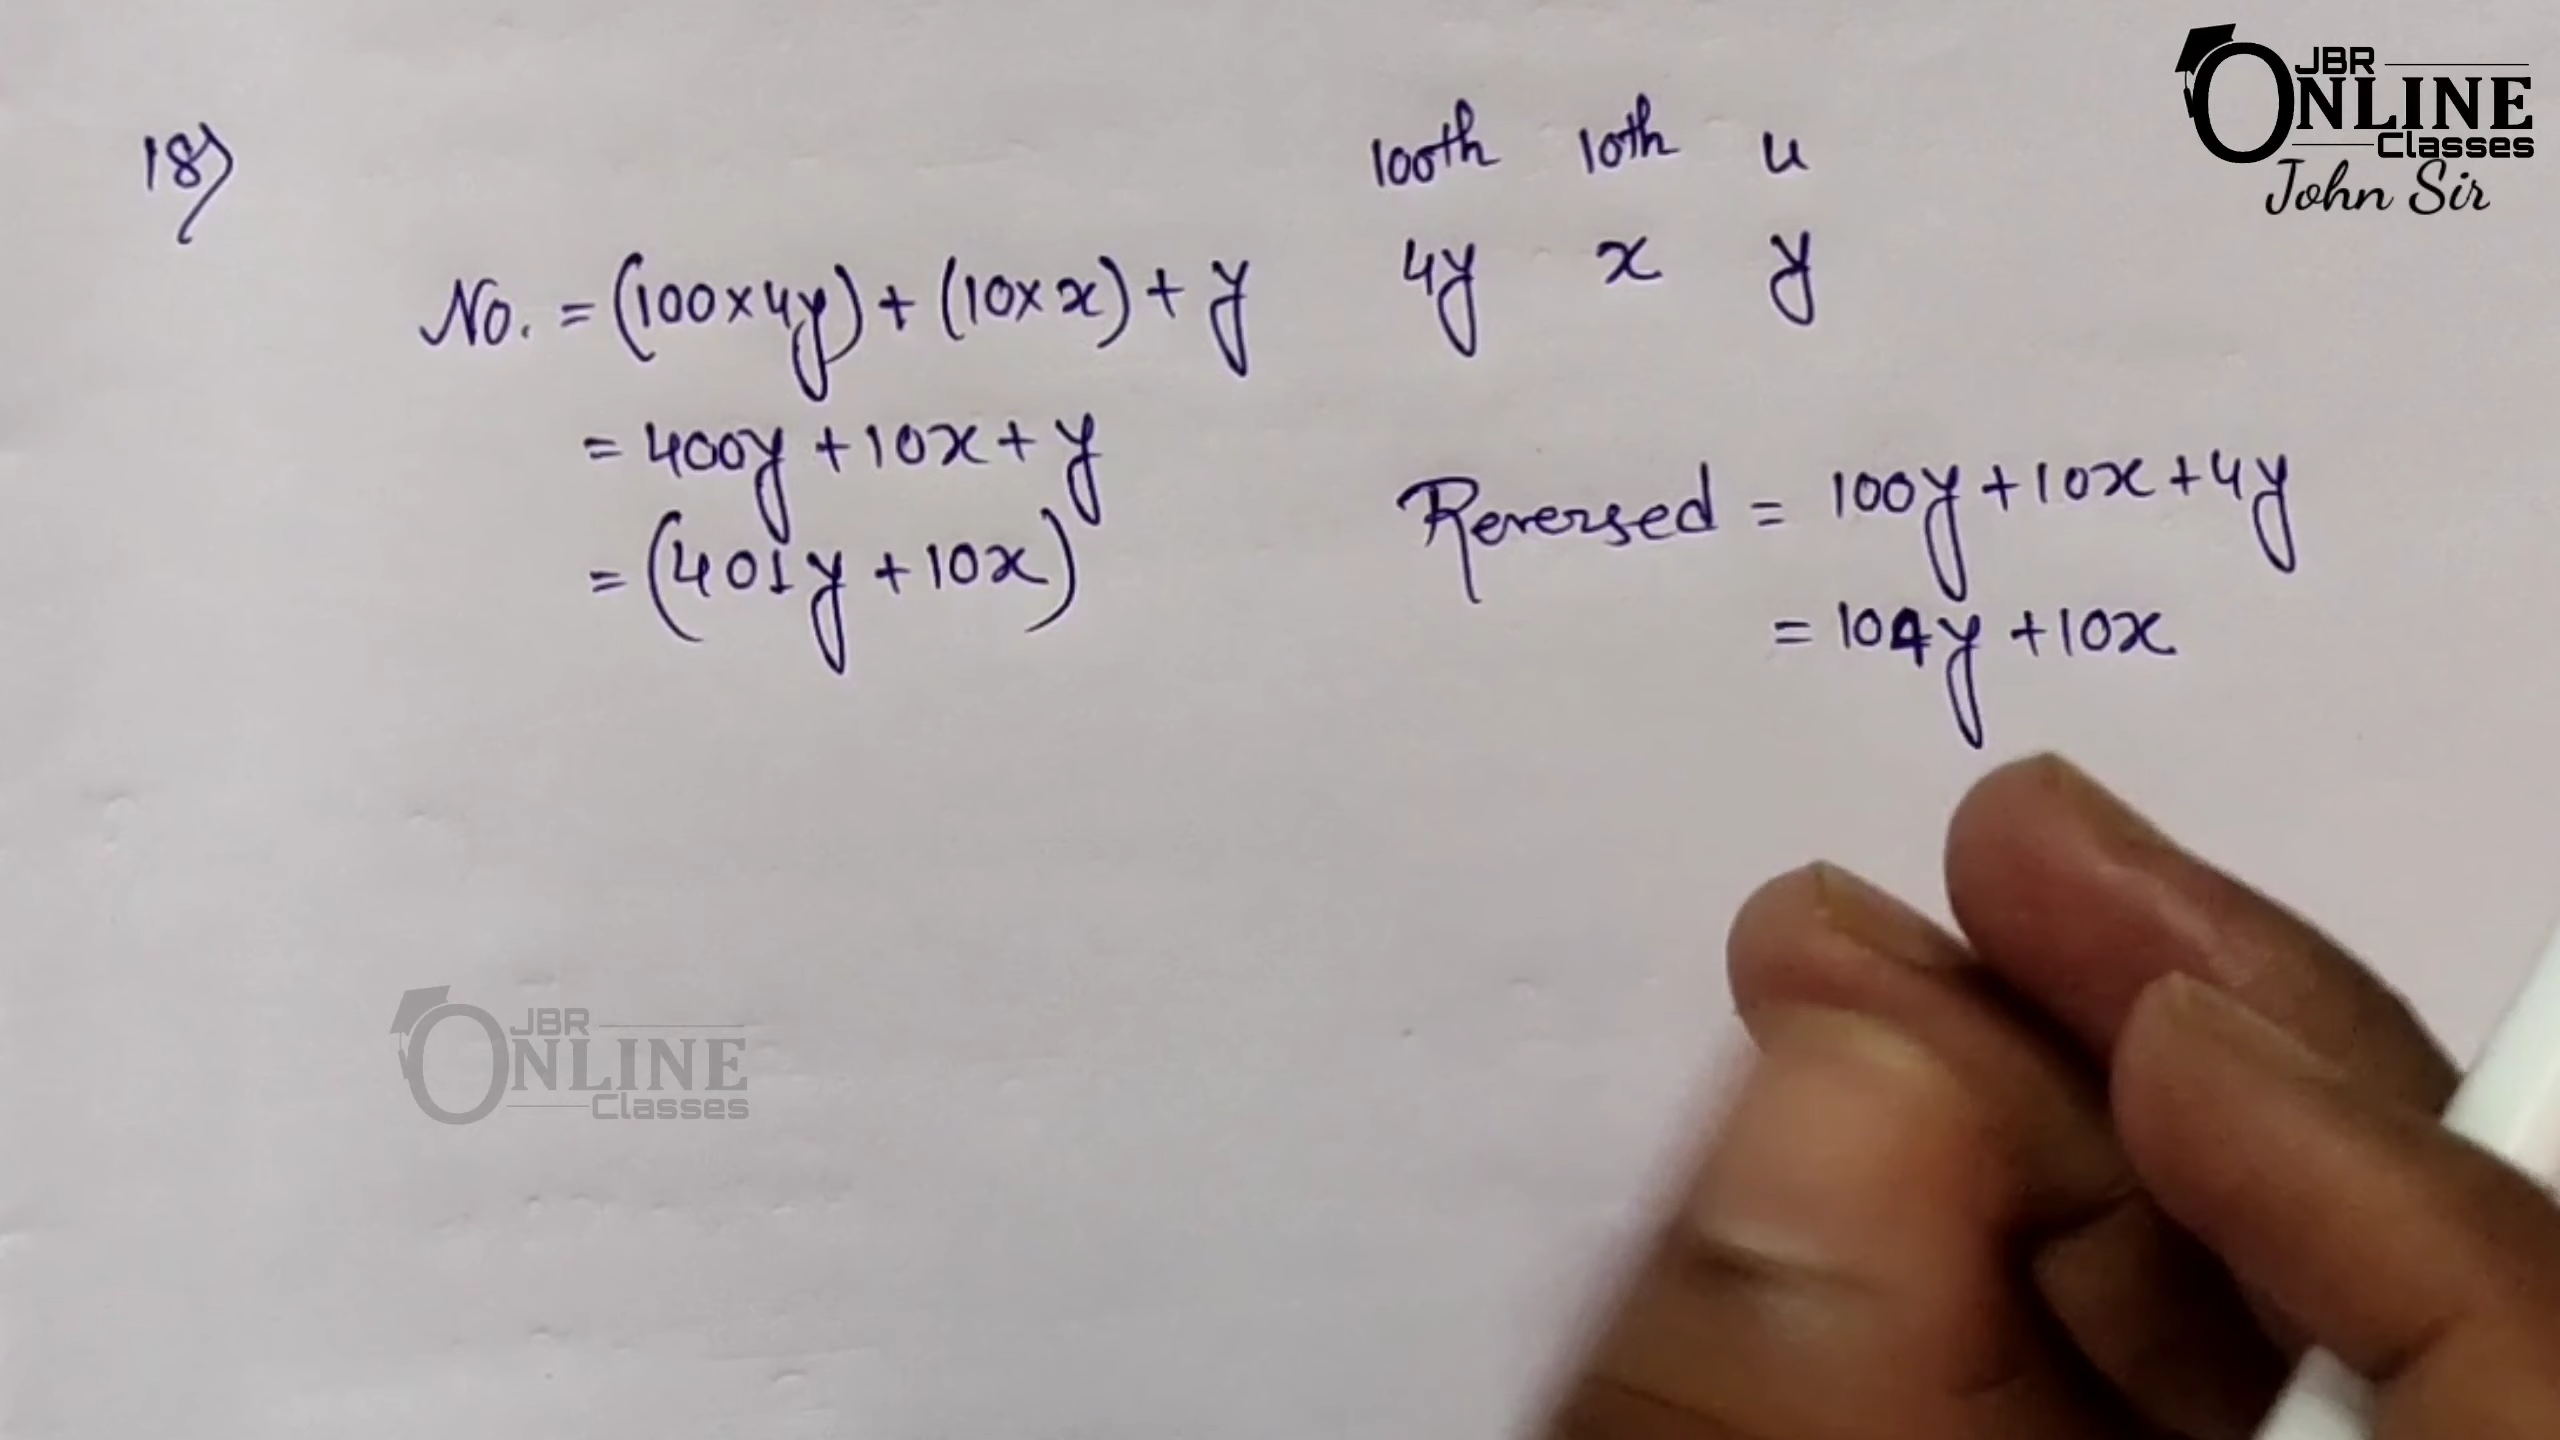 JBR
ONLINE
Classes
John Sir
18)
100th 10th u
4y x y
No. = (100×4y) + (10×x) + y
= 400y + 10x + y
= (401y + 10x)
Reversed = 100y + 10x + 4y
= 104y + 10x
JBR
ONLINE
Classes